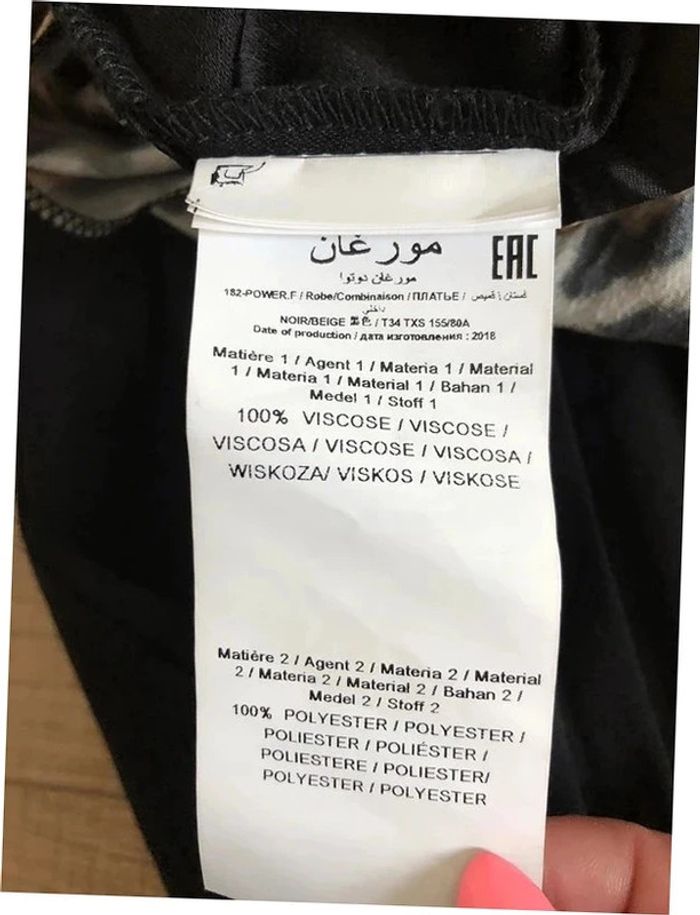 مورغان
EAC
مورغان دوتوا
182-POWER.F / Robe/Combinaison / ПЛАТЬЕ / فستان | قميص
داخلي
NOIR/BEIGE 黑色 / T34 TXS 155/80A
Date of production / дата изготовления : 2018
Matière 1 / Agent 1 / Materia 1 / Material
1 / Materia 1 / Material 1 / Bahan 1 /
Medel 1 / Stoff 1
100% VISCOSE / VISCOSE /
VISCOSA / VISCOSE / VISCOSA /
WISKOZA/ VISKOS / VISKOSE
Matière 2 / Agent 2 / Materia 2 / Material
2 / Materia 2 / Material 2 / Bahan 2 /
Medel 2 / Stoff 2
100% POLYESTER / POLYESTER /
POLIESTER / POLIÉSTER /
POLIESTERE / POLIESTER/
POLYESTER / POLYESTER